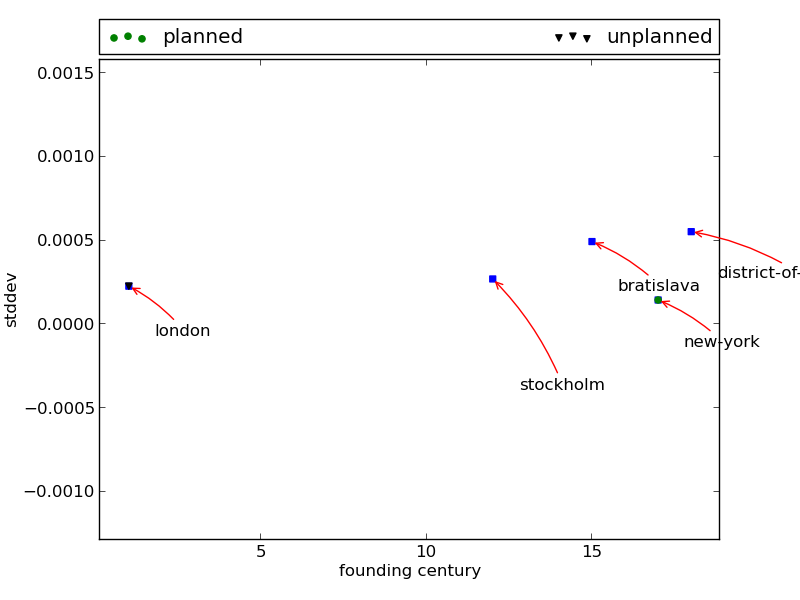 planned
unplanned
0.0015
0.0010
0.0005
0.0000
−0.0005
−0.0010
stddev
london
stockholm
bratislava
district-of-
new-york
5
10
15
founding century